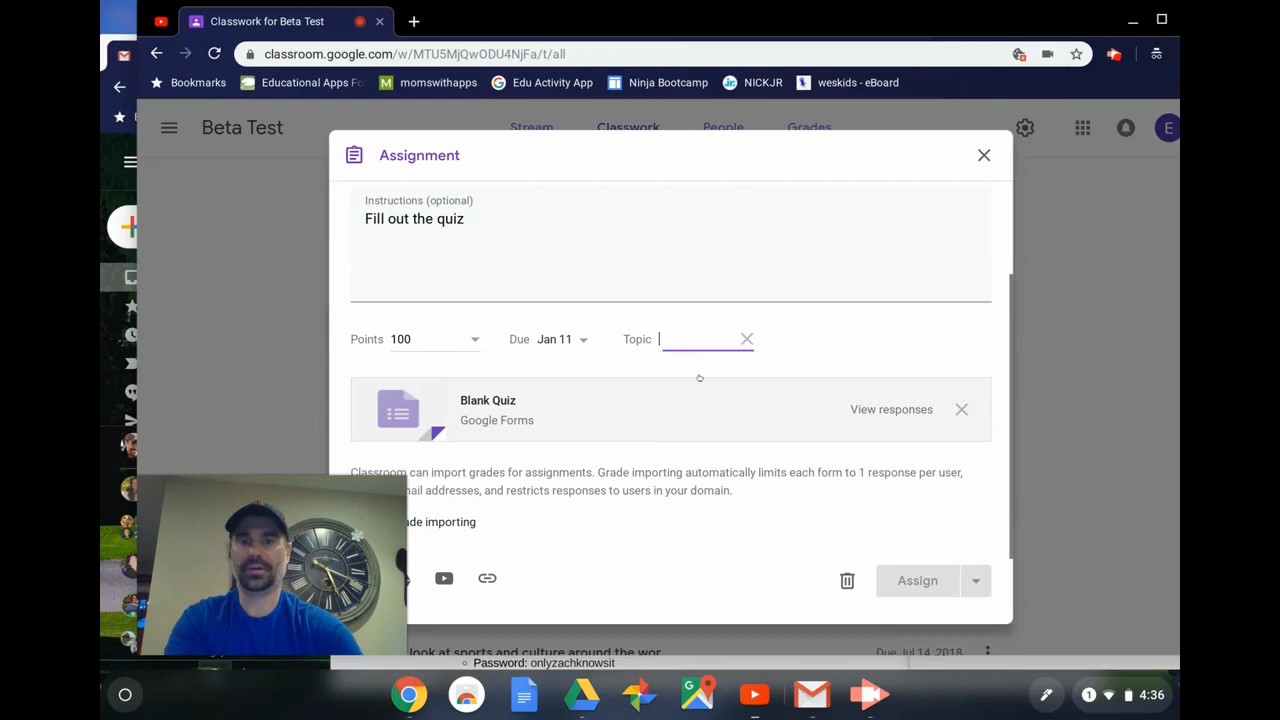 Classwork for Beta Test
classroom.google.com/w/MTU5MjQwODU4NjFa/t/all
Bookmarks
Educational Apps Fo
momswithapps
Edu Activity App
Ninja Bootcamp
NICKJR
weskids - eBoard
Beta Test
Stream
Classwork
People
Grades
E
Assignment
Instructions (optional)
Fill out the quiz
Points 100
Due Jan 11
Topic
Blank Quiz
Google Forms
View responses
Classroom can import grades for assignments. Grade importing automatically limits each form to 1 response per user,
ail addresses, and restricts responses to users in your domain.
ade importing
Assign
look at sports and culture around the wor
Due Jul 14, 2018
Password: onlyzachknowsit
1
4:36